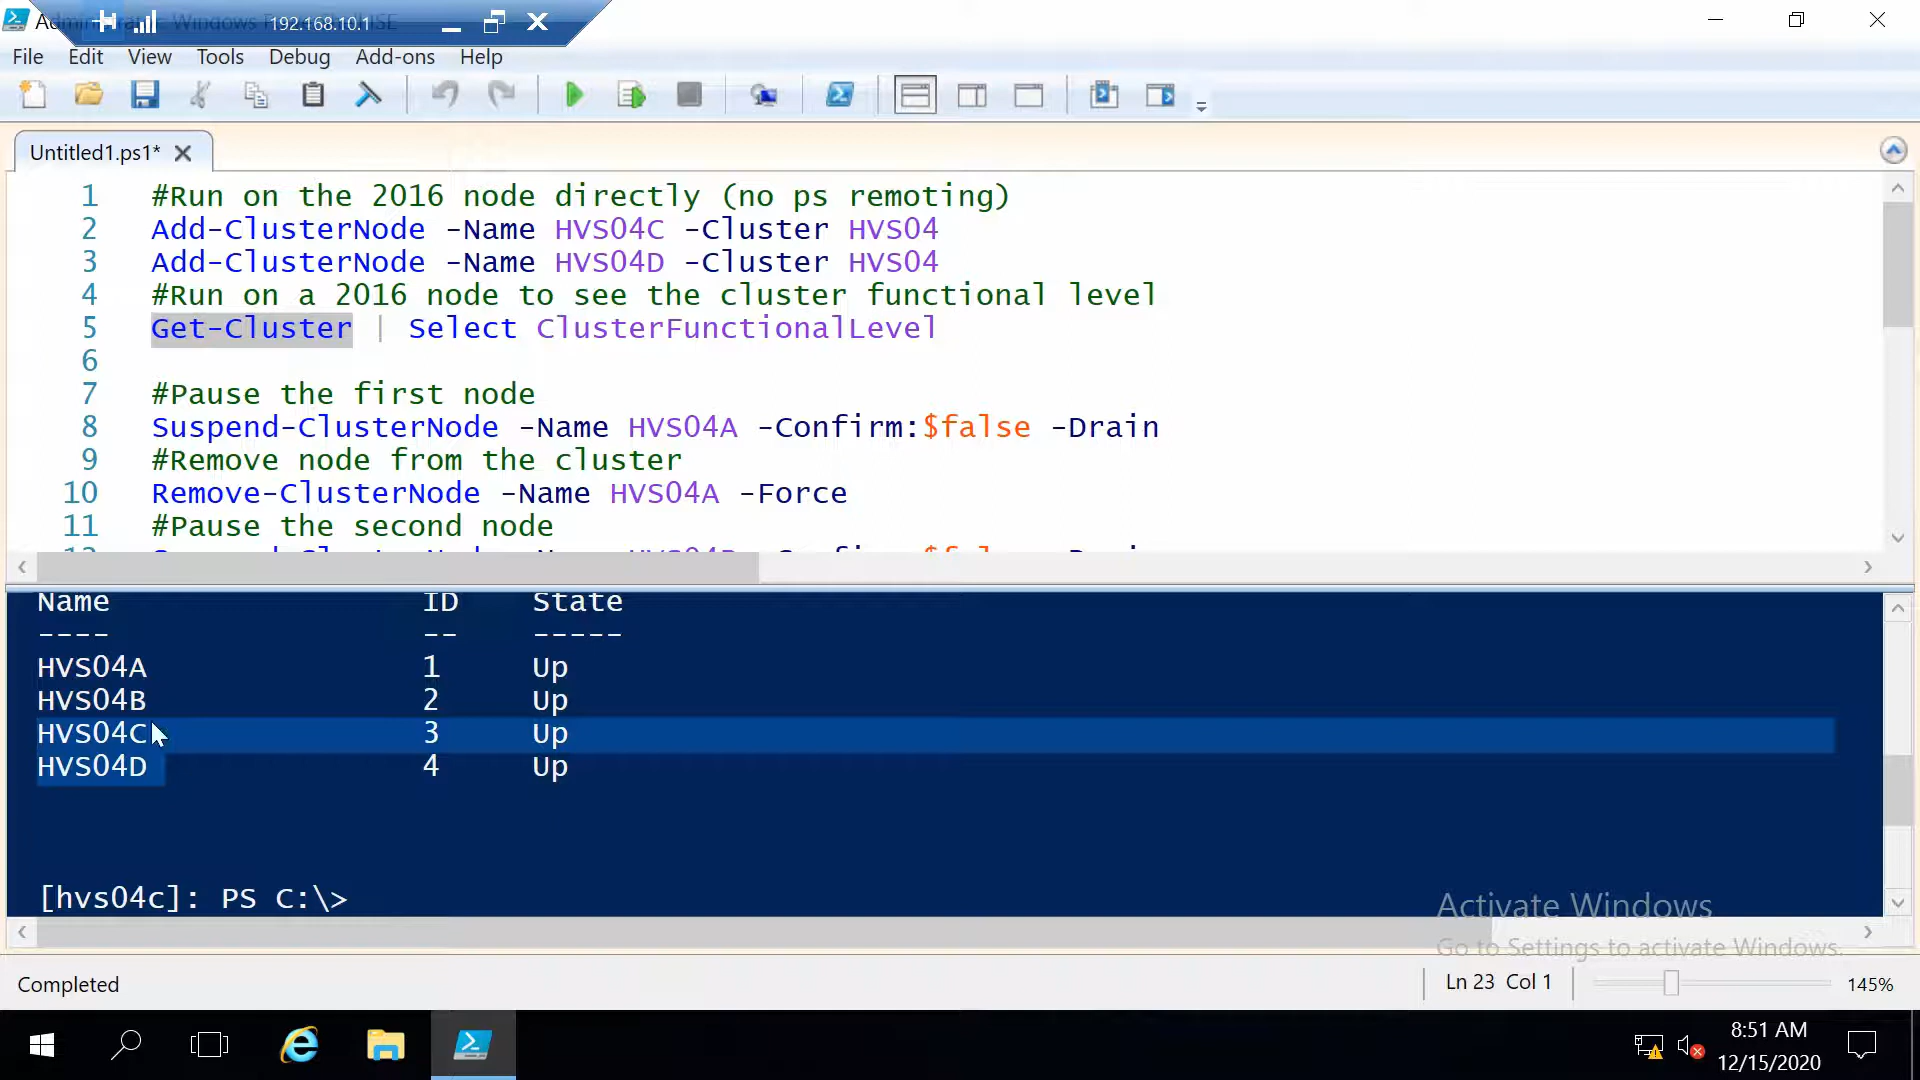 192.168.10.1
File Edit View Tools Debug Add-ons Help
Untitled1.ps1*
1 #Run on the 2016 node directly (no ps remoting)
2 Add-ClusterNode -Name HVS04C -Cluster HVS04
3 Add-ClusterNode -Name HVS04D -Cluster HVS04
4 #Run on a 2016 node to see the cluster functional level
5 Get-Cluster | Select ClusterFunctionalLevel
6
7 #Pause the first node
8 Suspend-ClusterNode -Name HVS04A -Confirm:$false -Drain
9 #Remove node from the cluster
10 Remove-ClusterNode -Name HVS04A -Force
11 #Pause the second node
Name ID State
---- -- -----
HVS04A 1 Up
HVS04B 2 Up
HVS04C 3 Up
HVS04D 4 Up
[hvs04c]: PS C:\>
Activate Windows
Go to Settings to activate Windows.
Completed
Ln 23 Col 1
145%
8:51 AM
12/15/2020